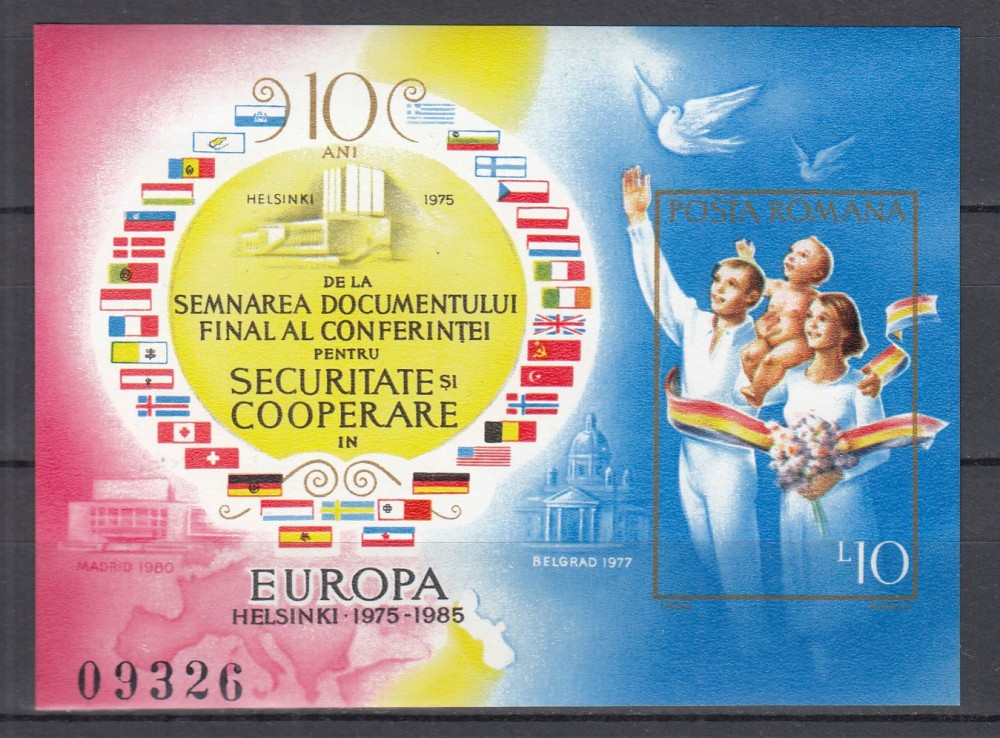 10
ANI
HELSINKI 1975
DE LA
SEMNAREA DOCUMENTULUI
FINAL AL CONFERINȚEI
PENTRU
SECURITATE ȘI
COOPERARE
IN
MADRID 1980
BELGRAD 1977
EUROPA
HELSINKI · 1975-1985
09326
POSTA ROMANA
L10